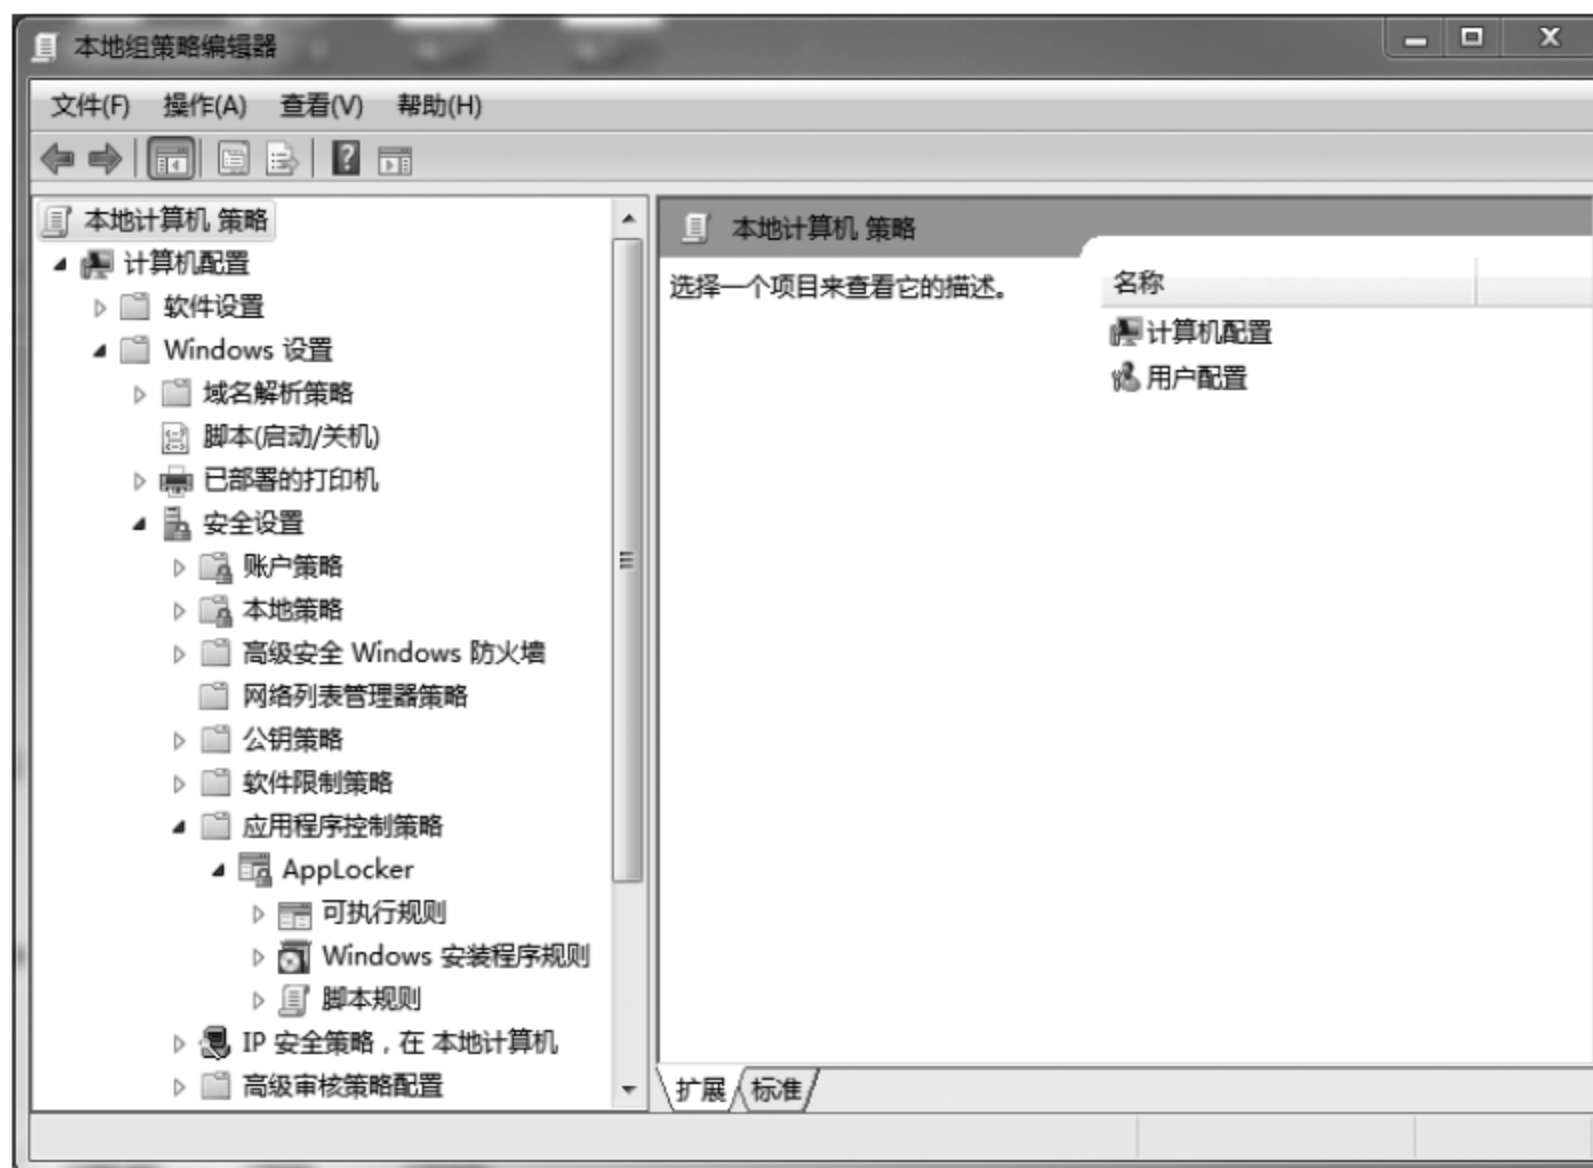 本地组策略编辑器
文件(F) 操作(A) 查看(V) 帮助(H)
本地计算机 策略
计算机配置
软件设置
Windows 设置
域名解析策略
脚本(启动/关机)
已部署的打印机
安全设置
账户策略
本地策略
高级安全 Windows 防火墙
网络列表管理器策略
公钥策略
软件限制策略
应用程序控制策略
AppLocker
可执行规则
Windows 安装程序规则
脚本规则
IP 安全策略，在 本地计算机
高级审核策略配置
本地计算机 策略
选择一个项目来查看它的描述。
名称
计算机配置
用户配置
扩展 标准